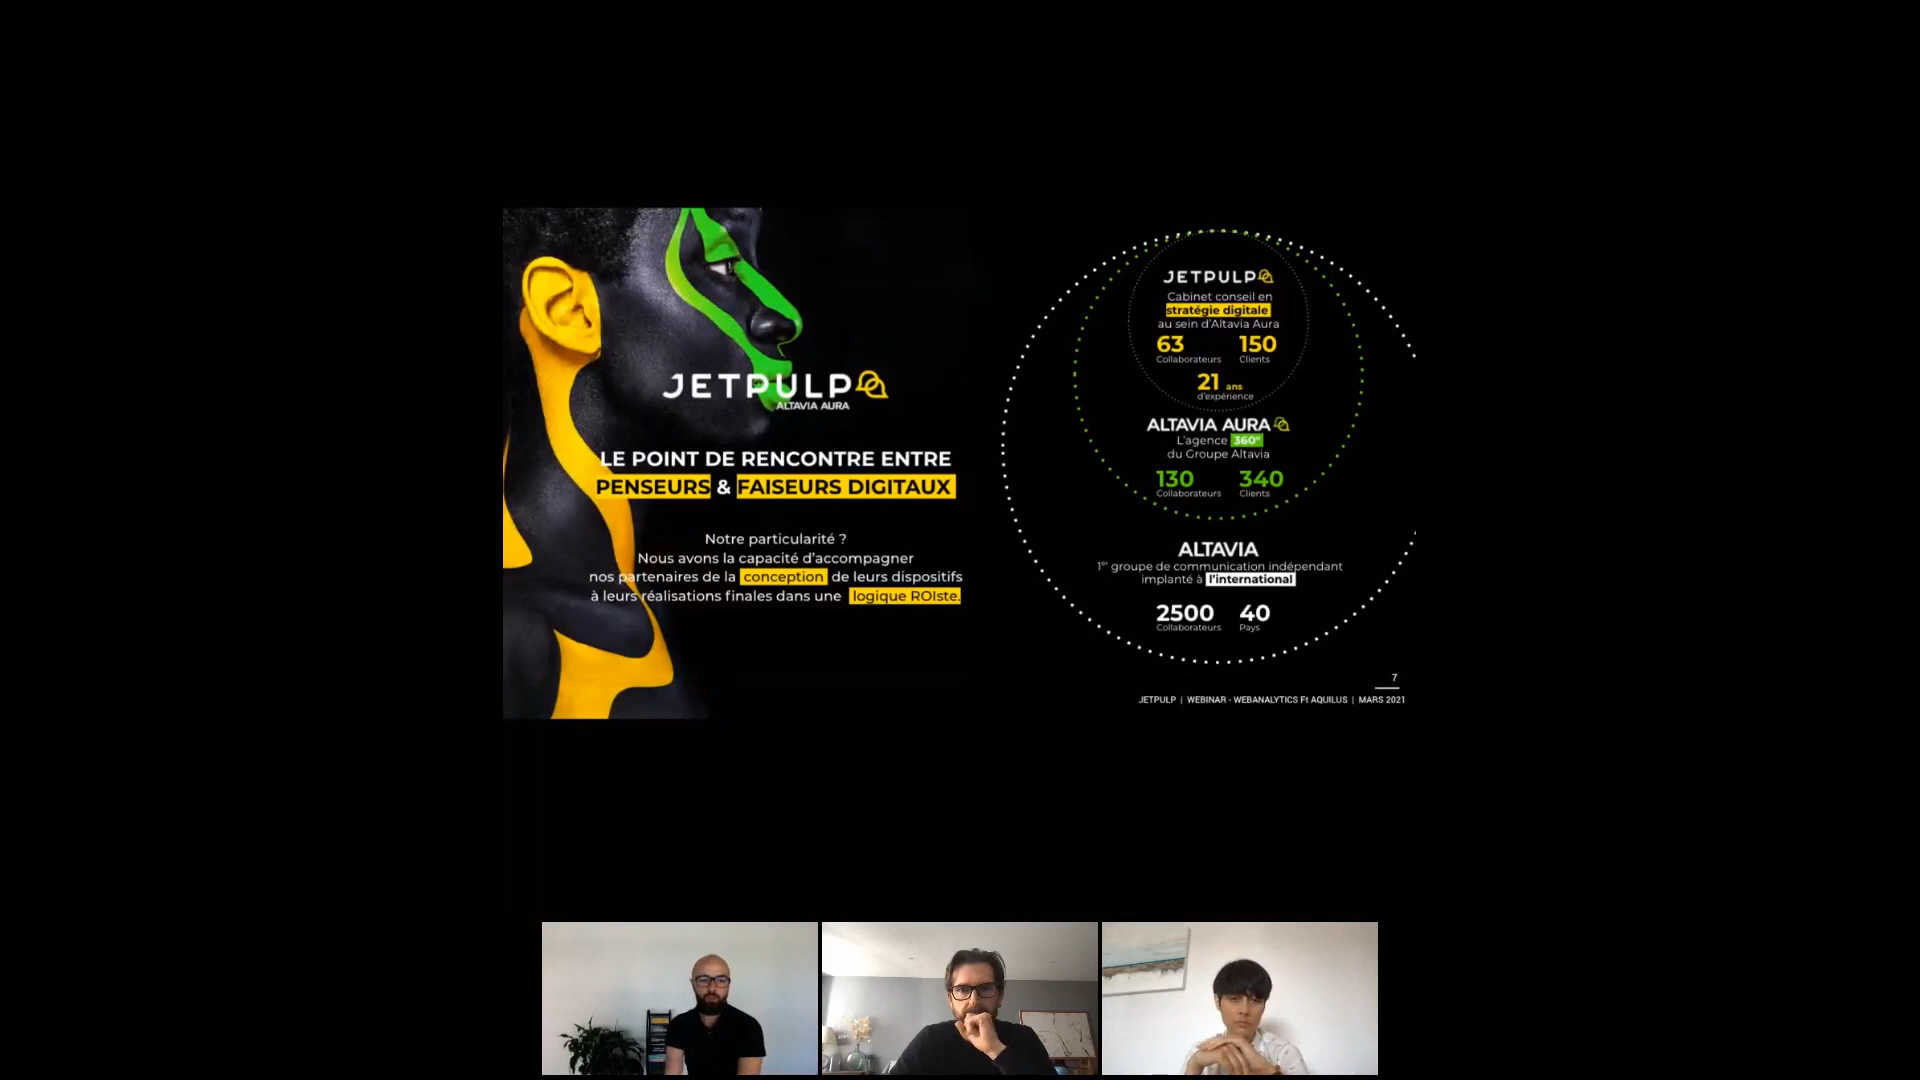 JETPULP
ALTAVIA AURA
LE POINT DE RENCONTRE ENTRE
PENSEURS & FAISEURS DIGITAUX
Notre particularité ?
Nous avons la capacité d'accompagner
nos partenaires de la conception de leurs dispositifs
à leurs réalisations finales dans une logique ROIste.
JETPULP
Cabinet conseil en
stratégie digitale
au sein d'Altavia Aura
63 150
Collaborateurs Clients
21 ans
d'expérience
ALTAVIA AURA
L'agence 360°
du Groupe Altavia
130 340
Collaborateurs Clients
ALTAVIA
1er groupe de communication indépendant
implanté à l'international
2500 40
Collaborateurs Pays
7
JETPULP | WEBINAR - WEBANALYTICS Ft AQUILUS | MARS 2021